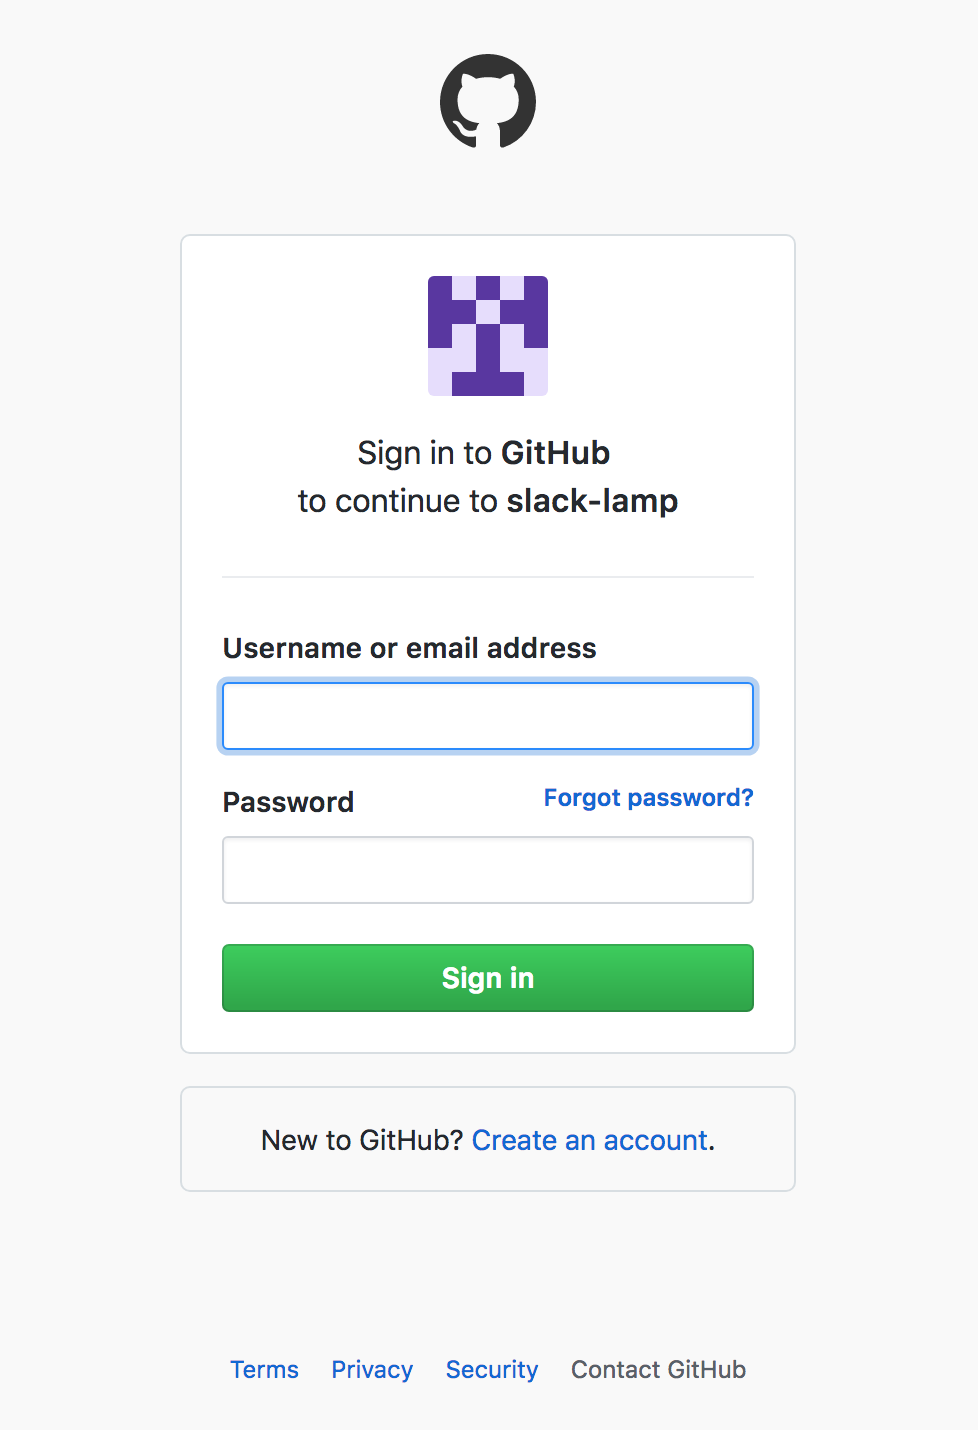 Sign in to GitHub
to continue to slack-lamp
Username or email address
Password Forgot password?
Sign in
New to GitHub? Create an account.
Terms Privacy Security Contact GitHub